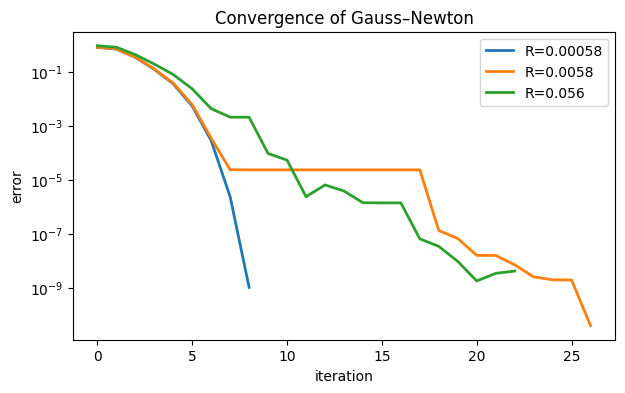 Convergence of Gauss–Newton
R=0.00058
R=0.0058
R=0.056
error
10⁻¹
10⁻³
10⁻⁵
10⁻⁷
10⁻⁹
0 5 10 15 20 25
iteration